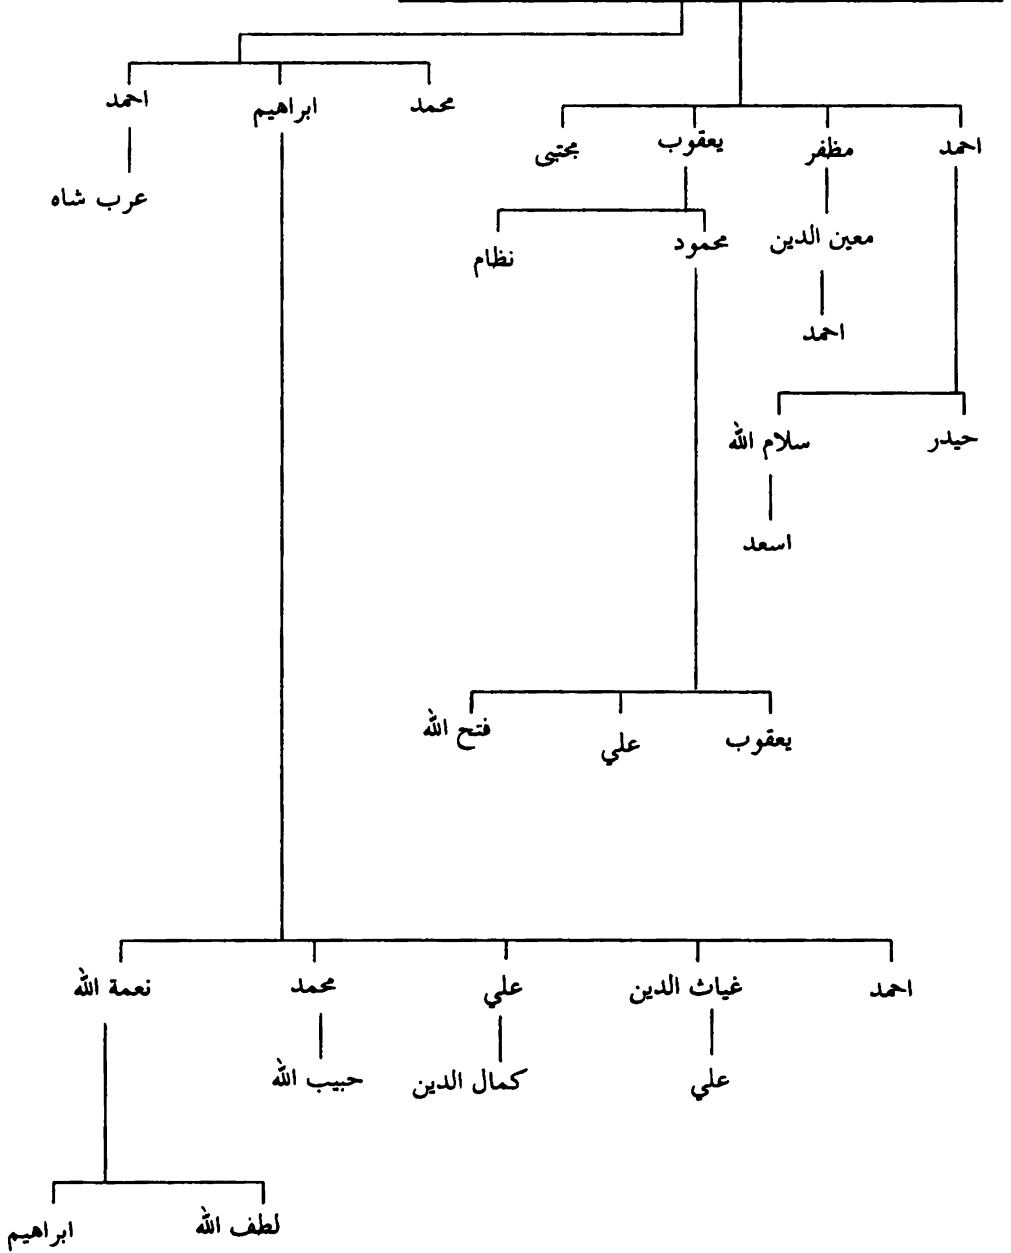 محمد ابراهيم احمد
عرب شاه
احمد مظفر يعقوب مجتبى
معين الدين محمود نظام
احمد
حيدر سلام الله
اسعد
يعقوب علي فتح الله
احمد غياث الدين علي محمد نعمة الله
علي كمال الدين حبيب الله
لطف الله ابراهيم